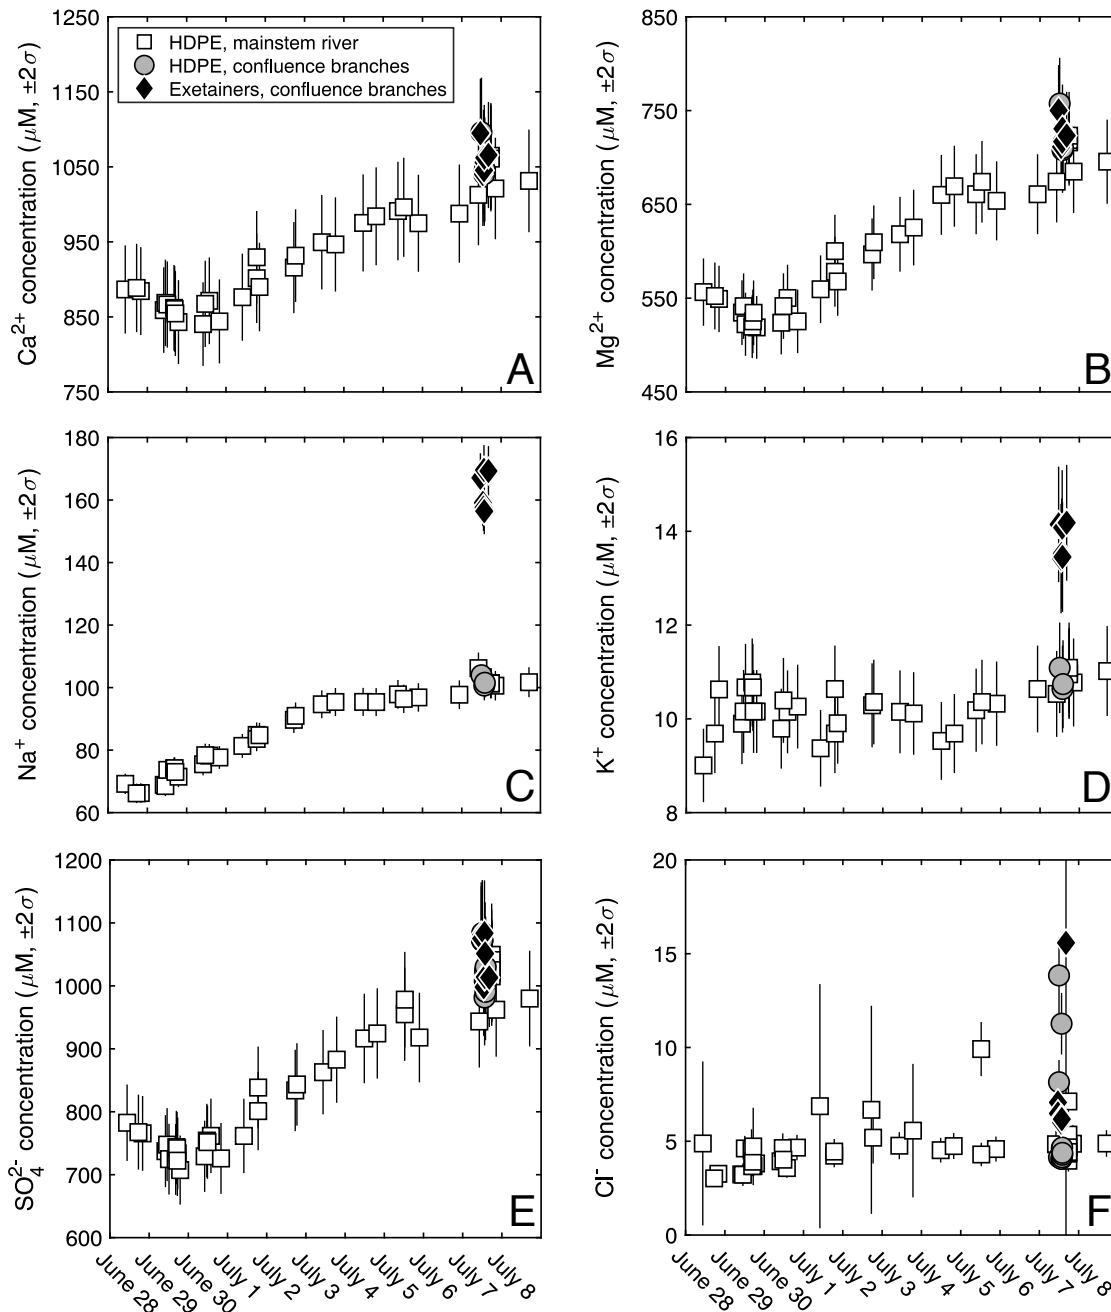 1250
1150
1050
950
850
750
Ca2+ concentration (μM, ±2σ)
HDPE, mainstem river
HDPE, confluence branches
Exetainers, confluence branches
A
850
750
650
550
450
Mg2+ concentration (μM, ±2σ)
B
180
160
140
120
100
80
60
Na+ concentration (μM, ±2σ)
C
16
14
12
10
8
K+ concentration (μM, ±2σ)
D
1200
1100
1000
900
800
700
600
SO42- concentration (μM, ±2σ)
E
20
15
10
5
0
Cl- concentration (μM, ±2σ)
F
June 28
June 29
June 30
July 1
July 2
July 3
July 4
July 5
July 6
July 7
July 8
June 28
June 29
June 30
July 1
July 2
July 3
July 4
July 5
July 6
July 7
July 8